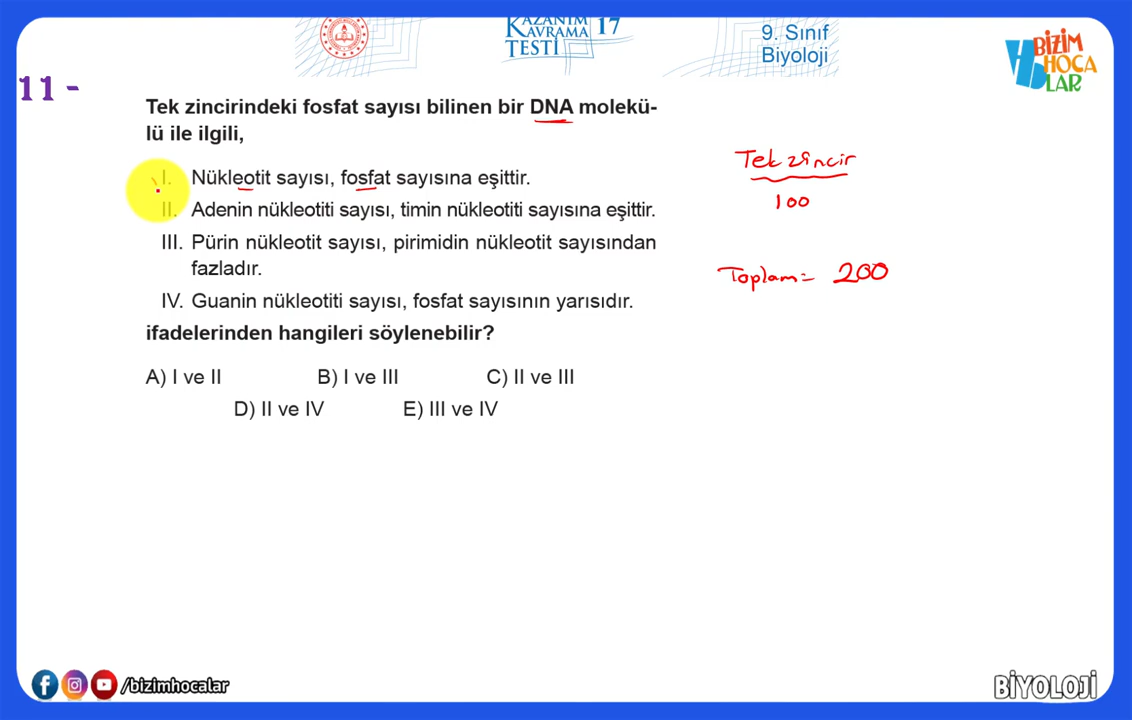 KAZANIM
KAVRAMA 17
TESTİ
9. Sınıf
Biyoloji
BİZİM
HOCA
LAR
11 -
Tek zincirindeki fosfat sayısı bilinen bir DNA molekü-
lü ile ilgili,
I. Nükleotit sayısı, fosfat sayısına eşittir.
II. Adenin nükleotiti sayısı, timin nükleotiti sayısına eşittir.
III. Pürin nükleotit sayısı, pirimidin nükleotit sayısından
fazladır.
IV. Guanin nükleotiti sayısı, fosfat sayısının yarısıdır.
ifadelerinden hangileri söylenebilir?
A) I ve II B) I ve III C) II ve III
D) II ve IV E) III ve IV
Tek zincir
100
Toplam= 200
/bizimhocalar
BİYOLOJİ